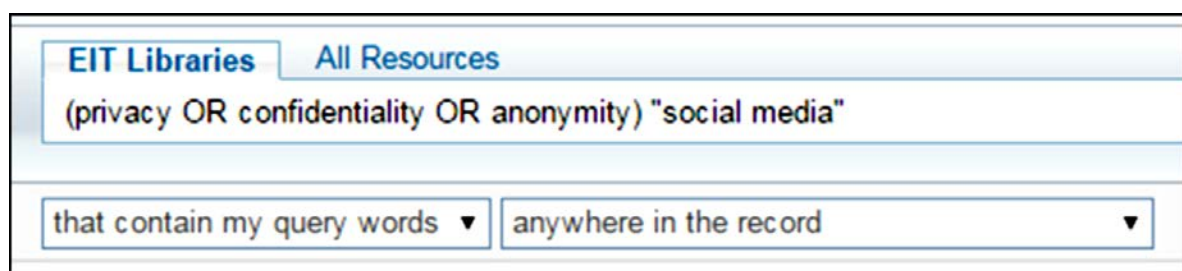 EIT Libraries All Resources
(privacy OR confidentiality OR anonymity) "social media"
that contain my query words ▼ anywhere in the record ▼